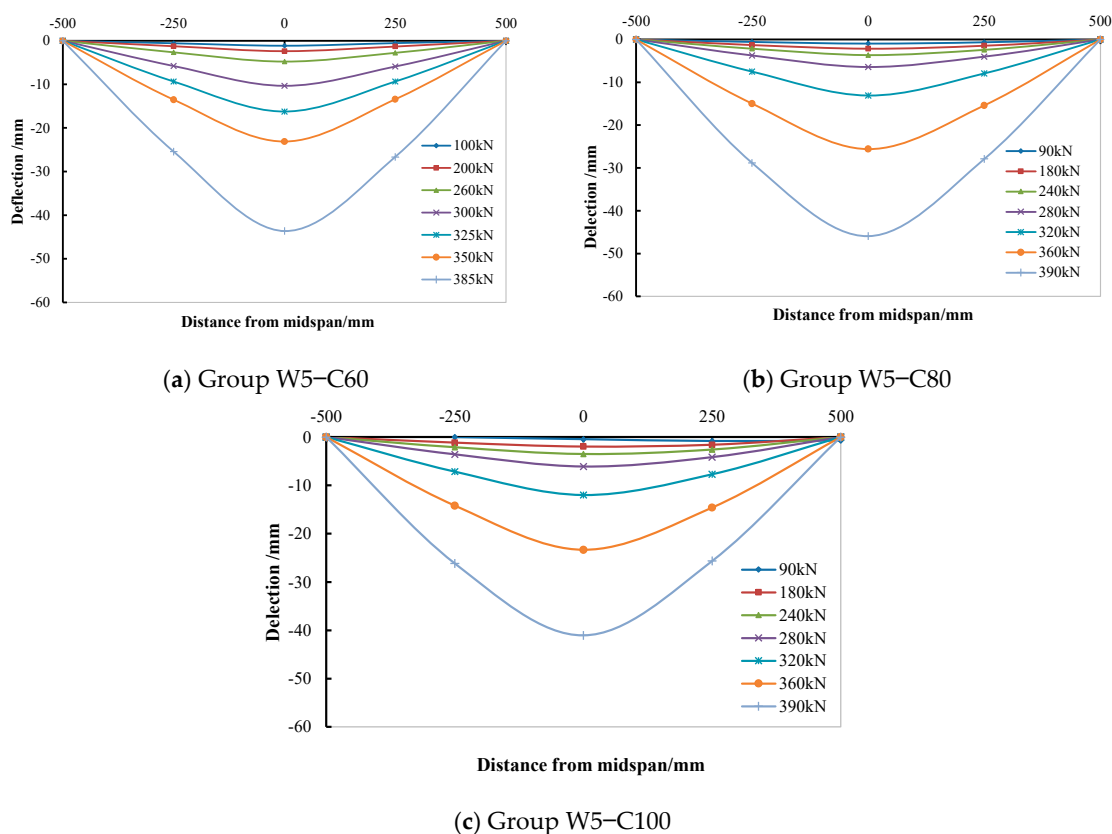 -500 -250 0 250 500
0
-10
-20
-30
-40
-50
-60
Deflection /mm
100kN
200kN
260kN
300kN
325kN
350kN
385kN
Distance from midspan/mm
(a) Group W5−C60
-500 -250 0 250 500
0
-10
-20
-30
-40
-50
-60
Delection /mm
90kN
180kN
240kN
280kN
320kN
360kN
390kN
Distance from midspan/mm
(b) Group W5−C80
-500 -250 0 250 500
0
-10
-20
-30
-40
-50
-60
Delection /mm
90kN
180kN
240kN
280kN
320kN
360kN
390kN
Distance from midspan/mm
(c) Group W5−C100